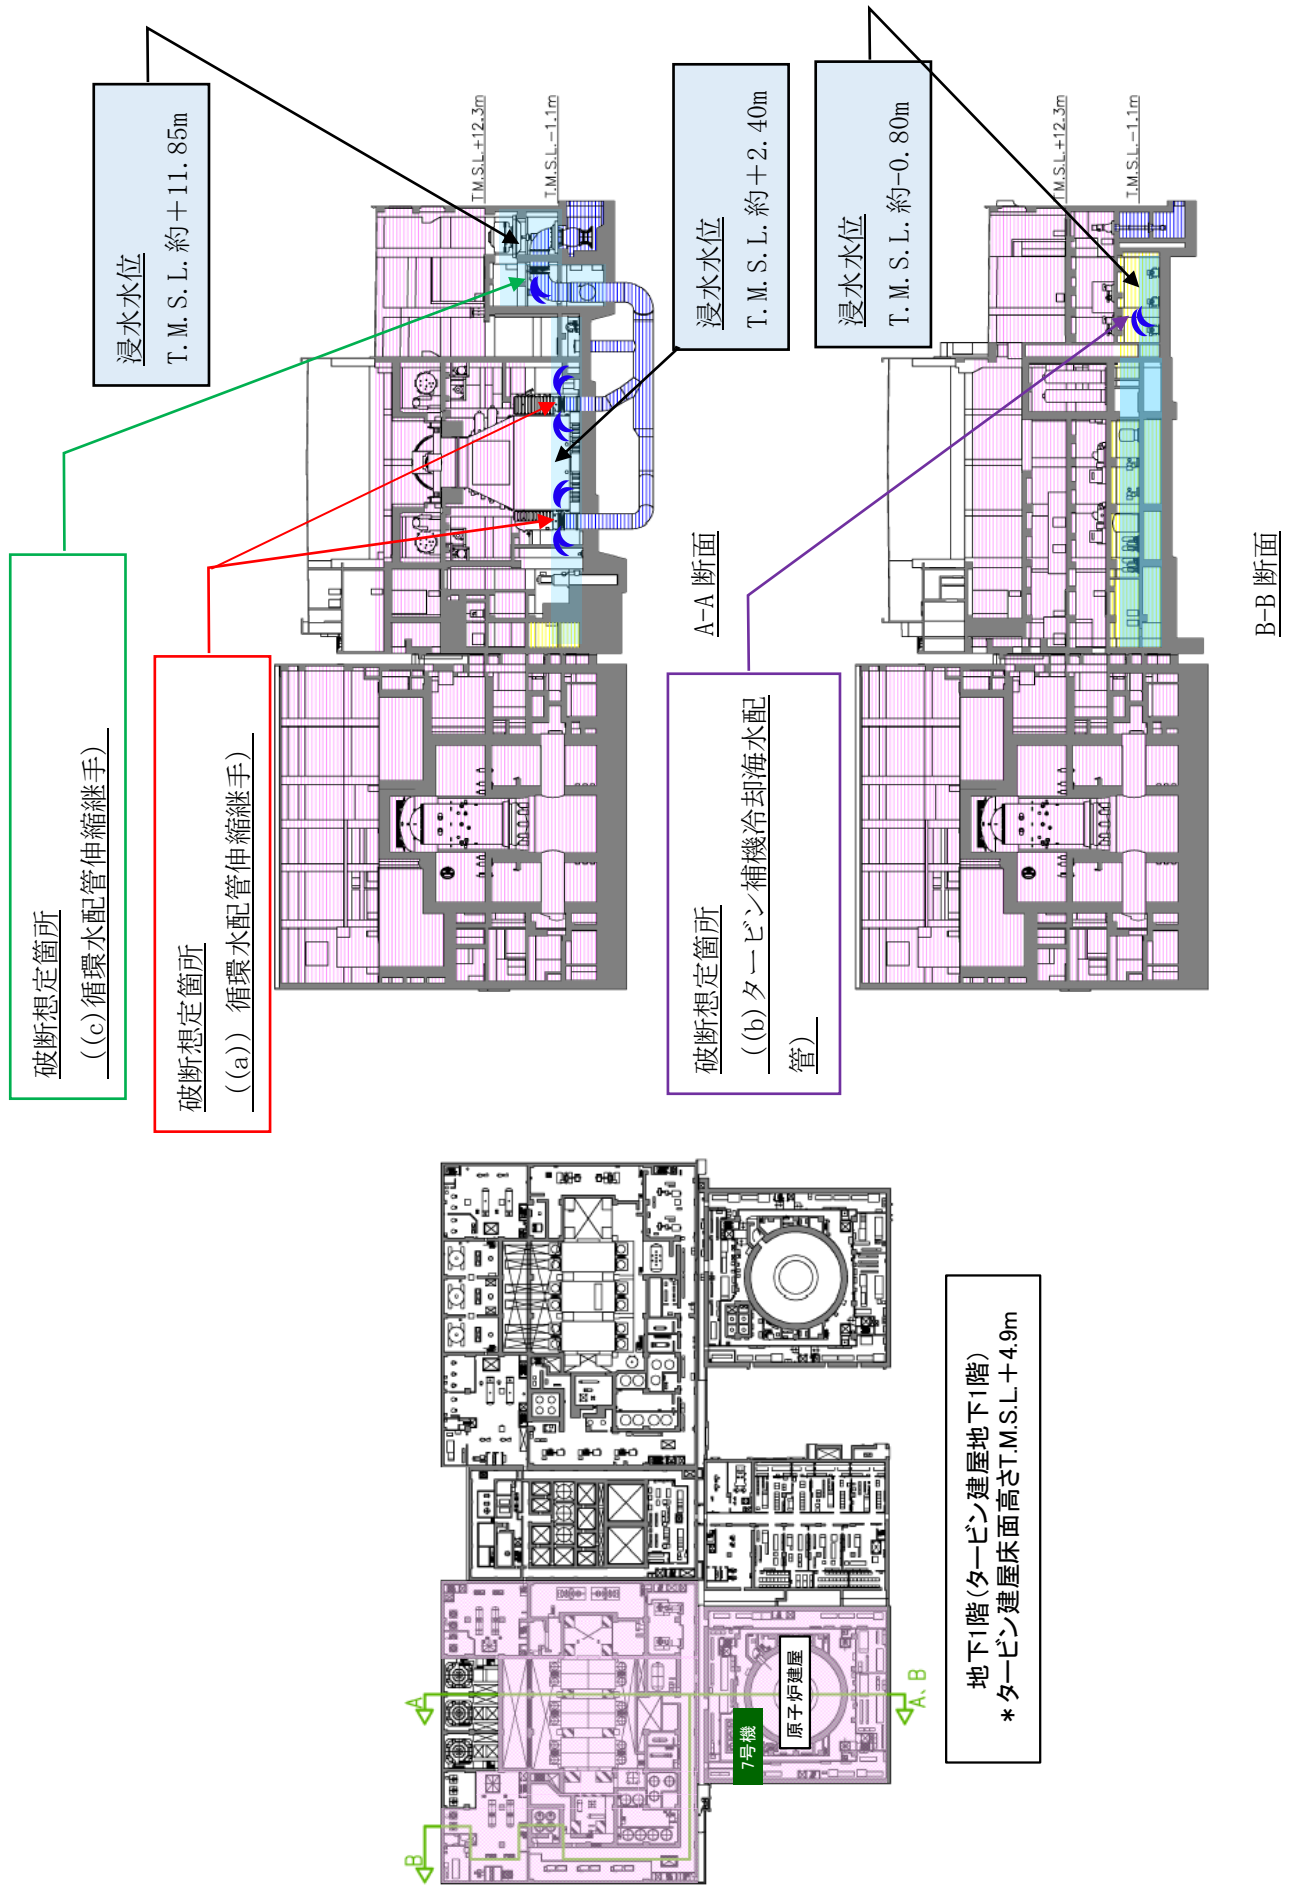 破断想定箇所
((c)循環水配管伸縮継手)
破断想定箇所
((a)) 循環水配管伸縮継手)
浸水水位
T.M.S.L.約＋11.85m
T.M.S.L.+12.3m
T.M.S.L.-1.1m
浸水水位
T.M.S.L.約＋2.40m
A-A 断面
破断想定箇所
((b)タービン補機冷却海水配
管)
浸水水位
T.M.S.L.約-0.80m
T.M.S.L.+12.3m
T.M.S.L.-1.1m
B-B 断面
B
A
7号機
原子炉建屋
A、B
地下1階(タービン建屋地下1階)
＊タービン建屋床面高さT.M.S.L.＋4.9m